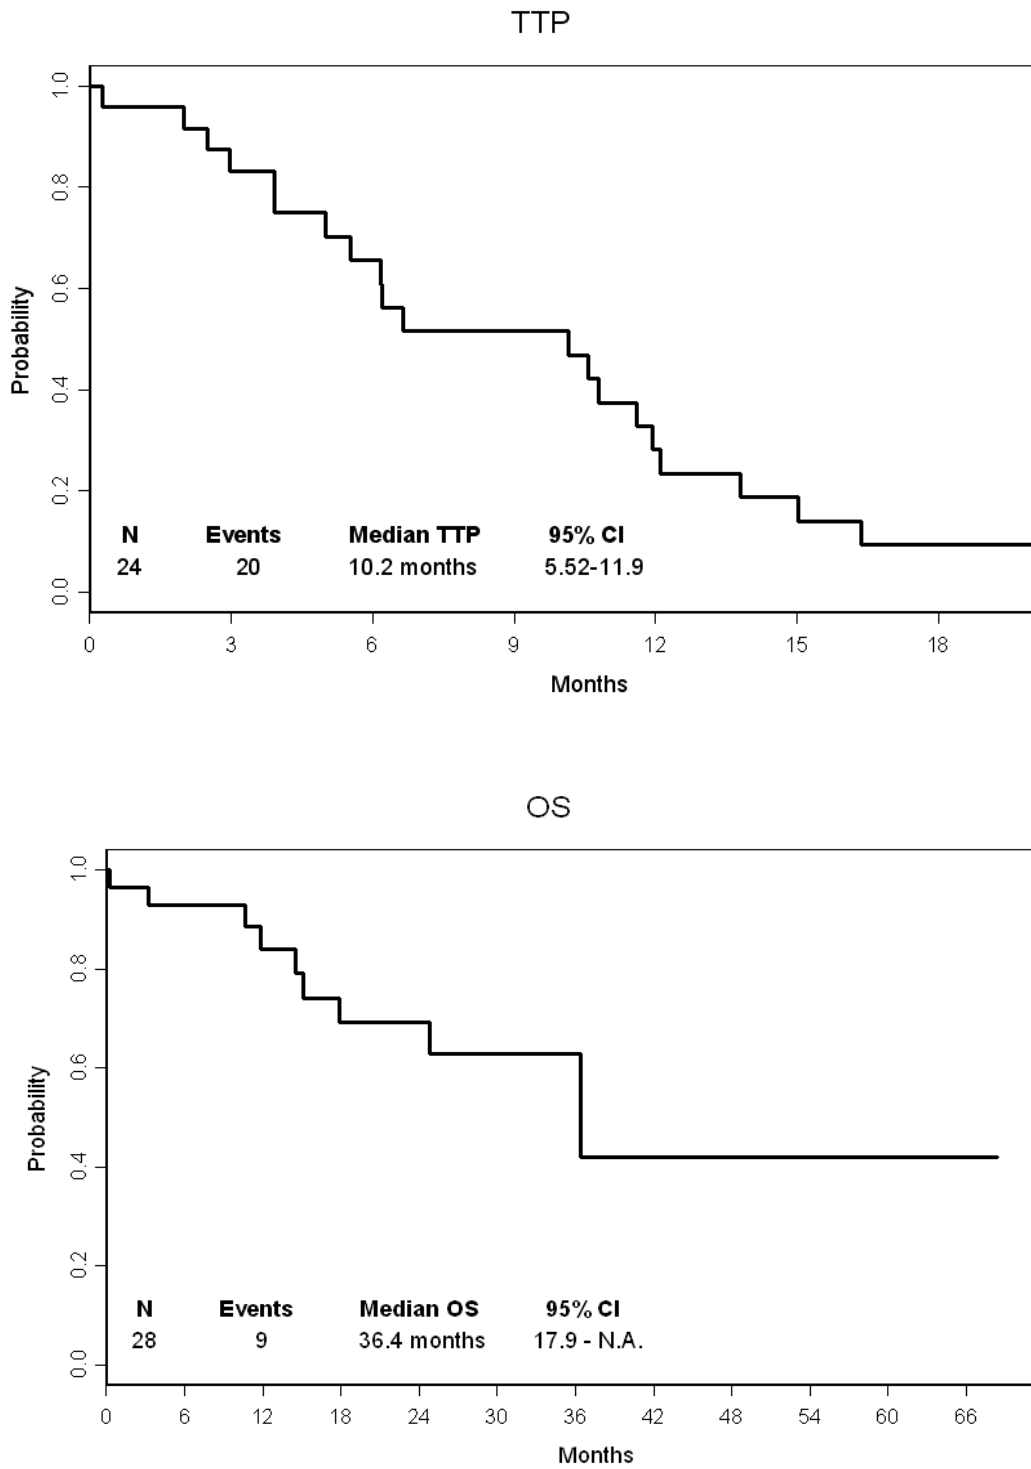 TTP
1.0
0.8
0.6
0.4
0.2
0.0
Probability
N Events Median TTP 95% CI
24 20 10.2 months 5.52-11.9
0 3 6 9 12 15 18
Months
OS
1.0
0.8
0.6
0.4
0.2
0.0
Probability
N Events Median OS 95% CI
28 9 36.4 months 17.9 - N.A.
0 6 12 18 24 30 36 42 48 54 60 66
Months